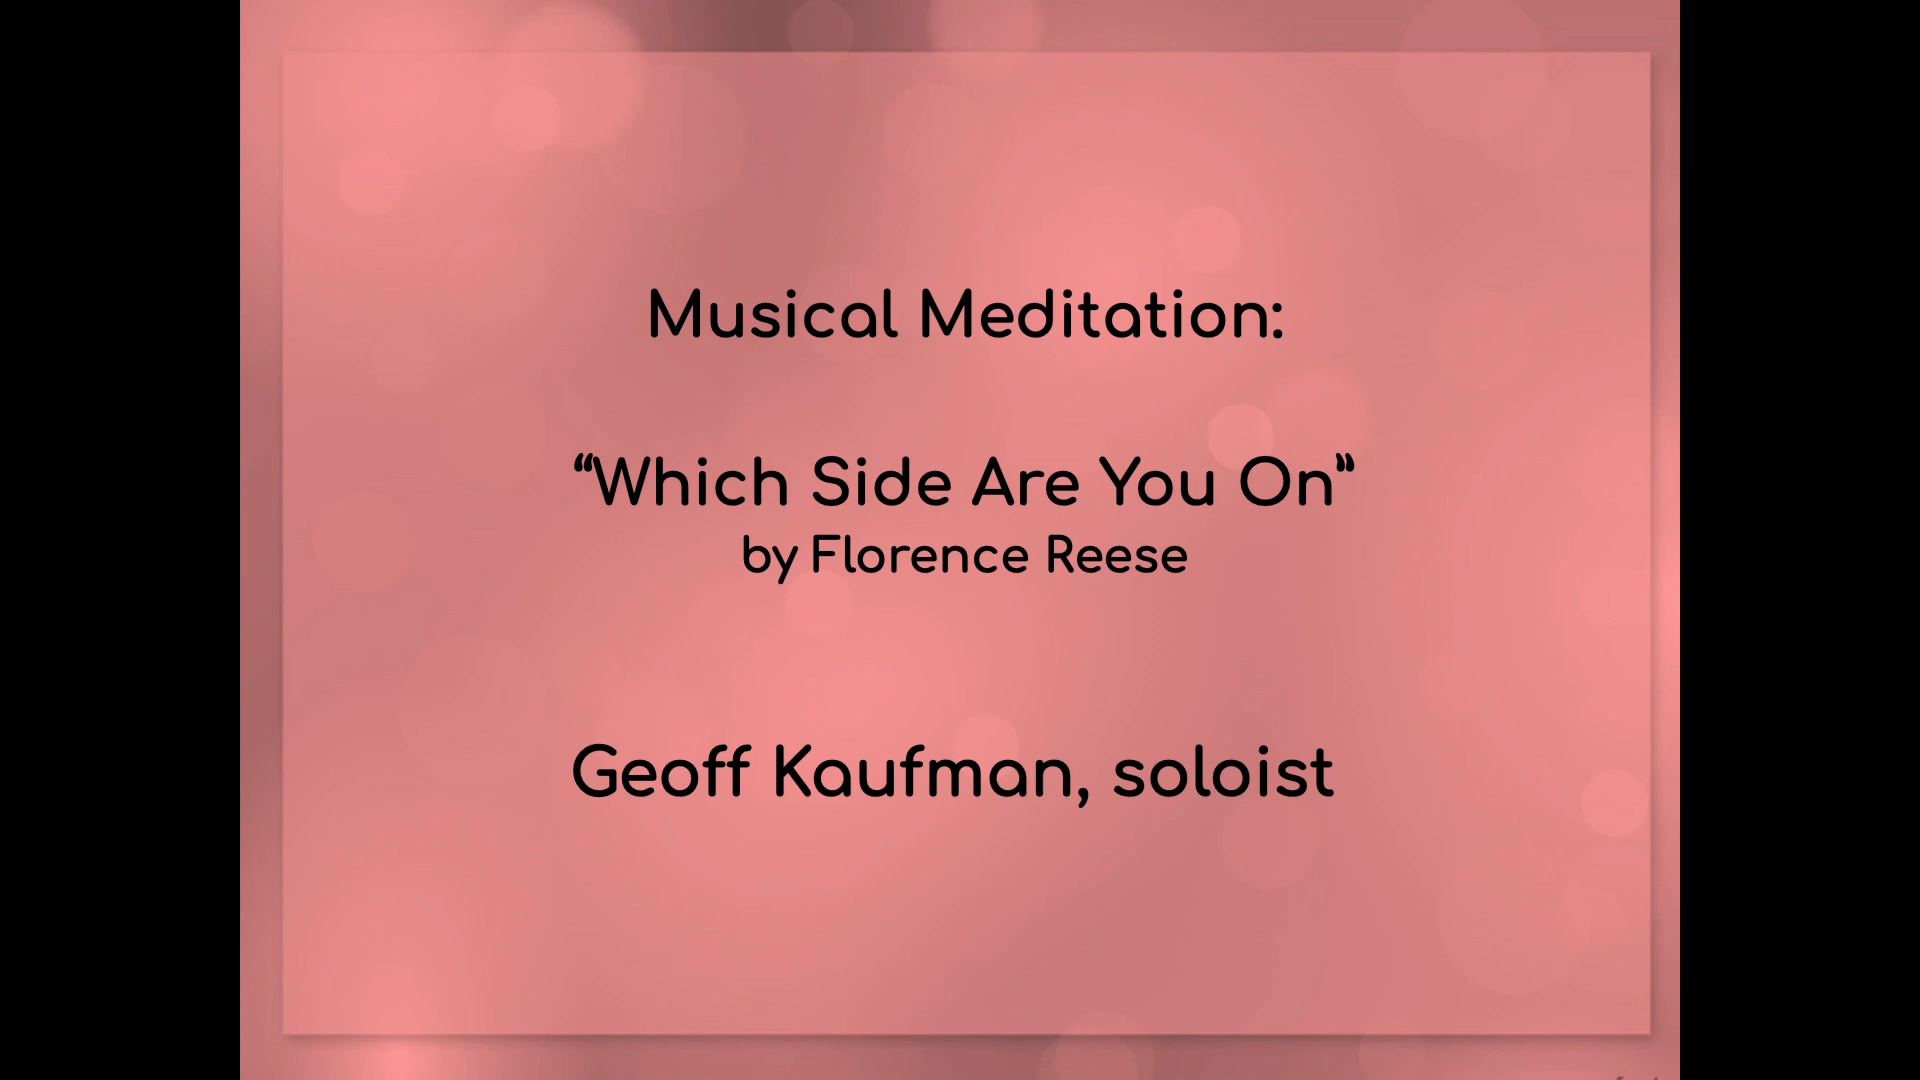 Musical Meditation:
“Which Side Are You On”
by Florence Reese
Geoff Kaufman, soloist